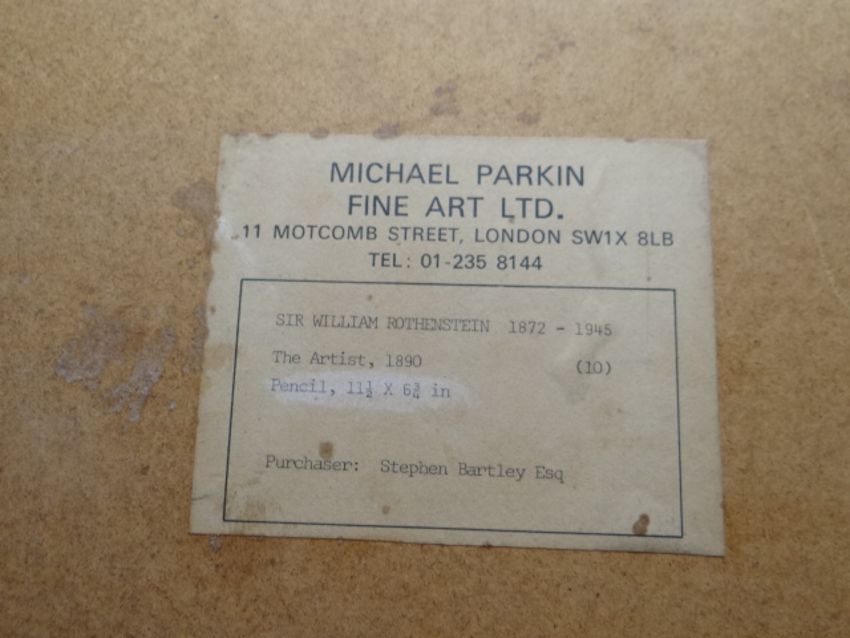 MICHAEL PARKIN
FINE ART LTD.
11 MOTCOMB STREET, LONDON SW1X 8LB
TEL: 01-235 8144
SIR WILLIAM ROTHENSTEIN 1872 - 1945
The Artist, 1890 (10)
Pencil, 11½ X 6¾ in
Purchaser: Stephen Bartley Esq